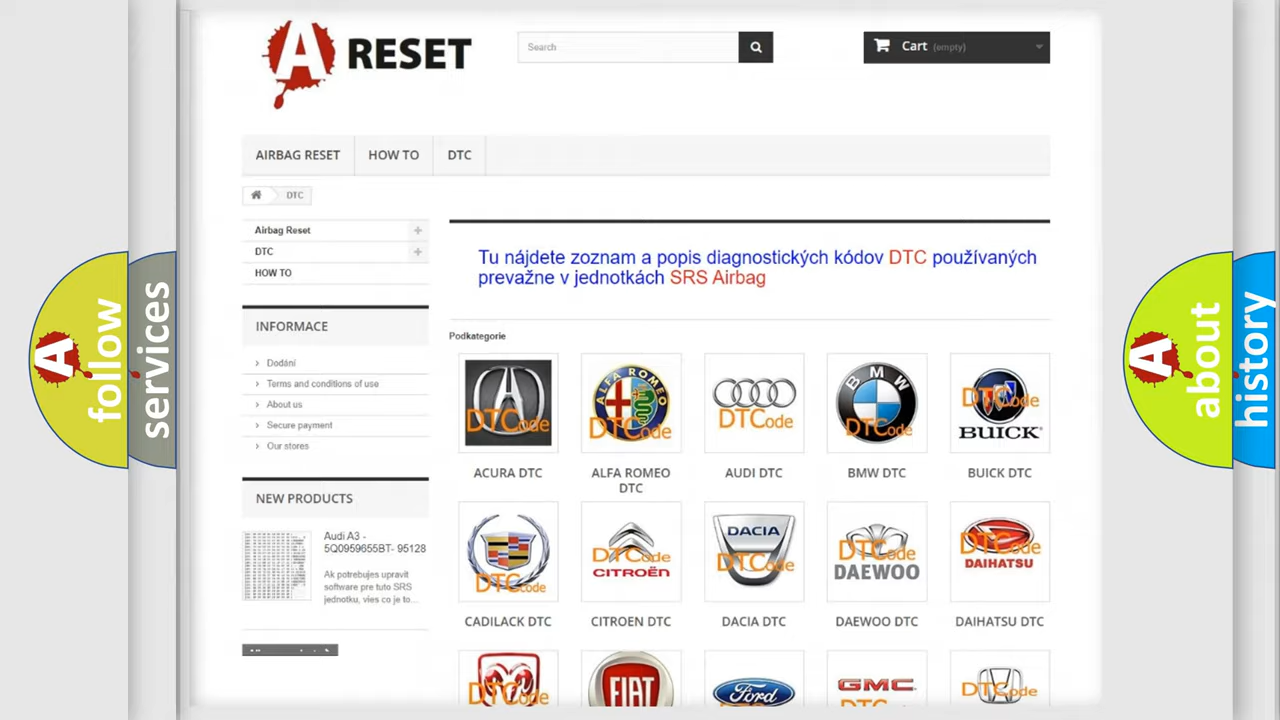 A RESET
Search
Cart (empty)
AIRBAG RESET
HOW TO
DTC
DTC
Airbag Reset
DTC
HOW TO
INFORMACE
Dodání
Terms and conditions of use
About us
Secure payment
Our stores
NEW PRODUCTS
Audi A3 -
5Q0959655BT- 95128
Ak potrebujes upravit
software pre tuto SRS
jednotku, vies co je to...
Tu nájdete zoznam a popis diagnostických kódov DTC používaných
prevažne v jednotkách SRS Airbag
Podkategorie
DTCode
ALFA ROMEO
DTCode
DTCode
BMW
DTCode
DTCode
BUICK
ACURA DTC
ALFA ROMEO
DTC
AUDI DTC
BMW DTC
BUICK DTC
DTCode
DTCode
CITROËN
DACIA
DTCode
DTCode
DAEWOO
DTCode
DAIHATSU
CADILACK DTC
CITROEN DTC
DACIA DTC
DAEWOO DTC
DAIHATSU DTC
DTCode
FIAT
Ford
GMC
DTCode
A follow
services
A about
history